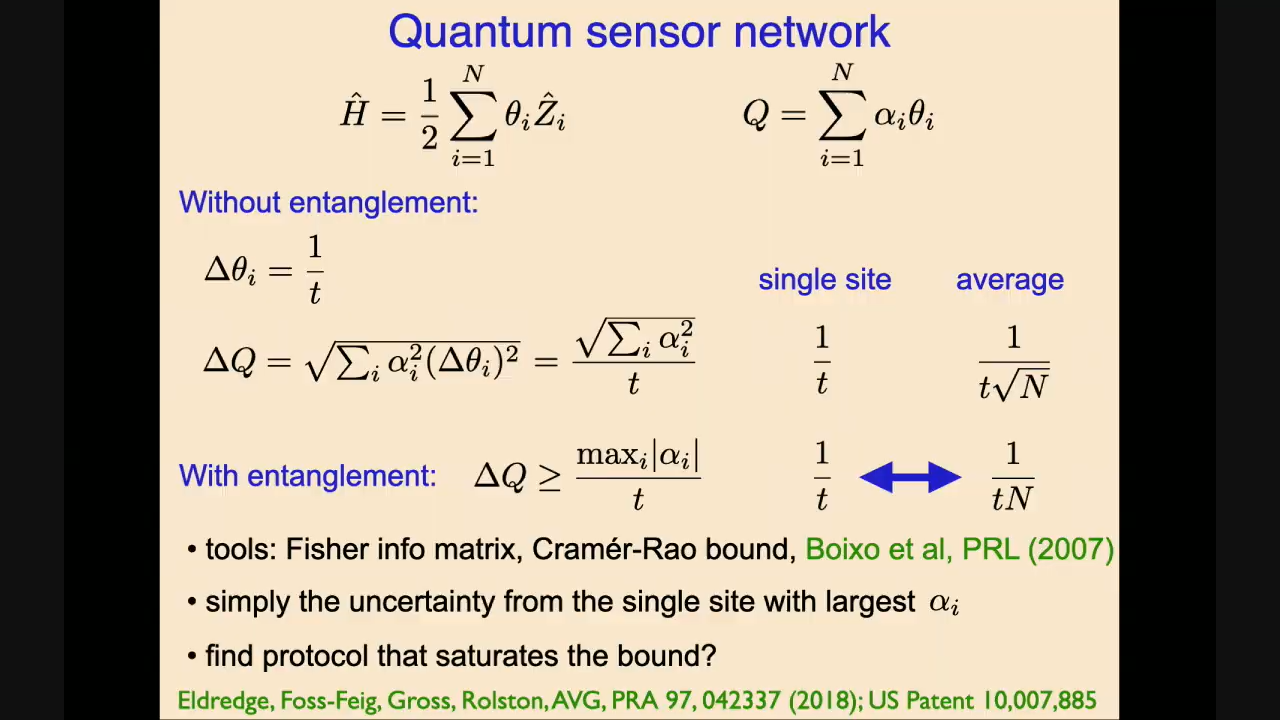 Quantum sensor network
Ĥ = 1/2 ∑_{i=1}^{N} θ_i Ẑ_i    Q = ∑_{i=1}^{N} α_i θ_i
Without entanglement:
Δθ_i = 1/t
single site    average
ΔQ = √(∑_i α_i^2 (Δθ_i)^2) = √(∑_i α_i^2)/t    1/t    1/(t√N)
With entanglement: ΔQ ≥ max_i|α_i|/t    1/t    1/(tN)
• tools: Fisher info matrix, Cramér-Rao bound, Boixo et al, PRL (2007)
• simply the uncertainty from the single site with largest α_i
• find protocol that saturates the bound?
Eldredge, Foss-Feig, Gross, Rolston, AVG, PRA 97, 042337 (2018); US Patent 10,007,885